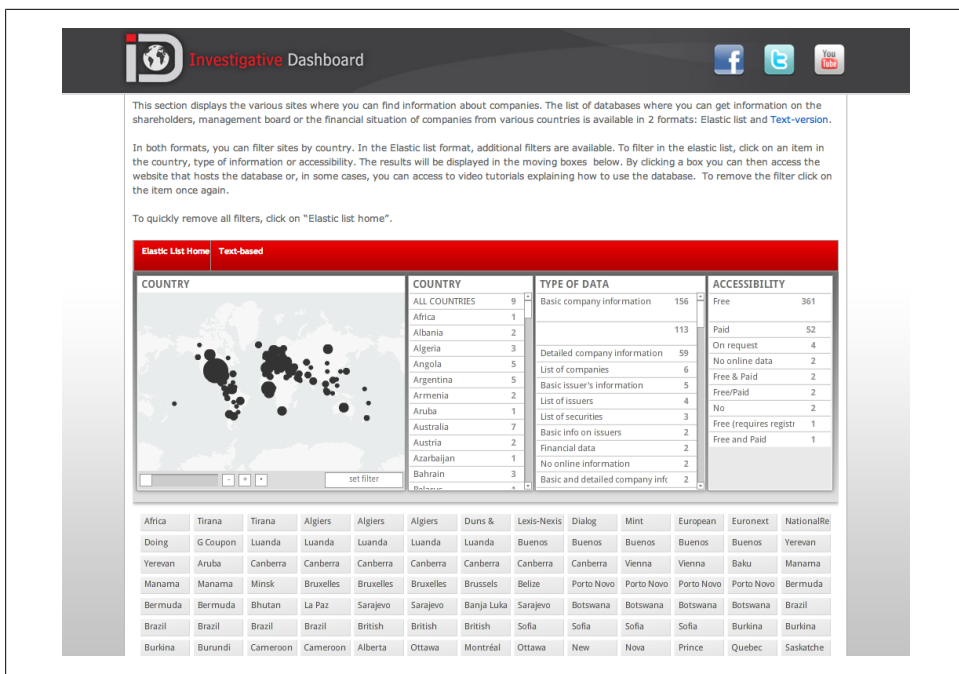 iD Investigative Dashboard
You Tube
This section displays the various sites where you can find information about companies. The list of databases where you can get information on the
shareholders, management board or the financial situation of companies from various countries is available in 2 formats: Elastic list and Text-version.
In both formats, you can filter sites by country. In the Elastic list format, additional filters are available. To filter in the elastic list, click on an item in
the country, type of information or accessibility. The results will be displayed in the moving boxes below. By clicking a box you can then access the
website that hosts the database or, in some cases, you can access to video tutorials explaining how to use the database. To remove the filter click on
the item once again.
To quickly remove all filters, click on "Elastic list home".
Elastic List Home Text-based
COUNTRY
- + •
set filter
COUNTRY
ALL COUNTRIES 9
Africa 1
Albania 2
Algeria 3
Angola 5
Argentina 5
Armenia 2
Aruba 1
Australia 7
Austria 2
Azarbaijan 1
Bahrain 3
TYPE OF DATA
Basic company information 156
113
Detailed company information 59
List of companies 6
Basic issuer's information 5
List of issuers 4
List of securities 3
Basic info on issuers 2
Financial data 2
No online information 2
Basic and detailed company infc 2
ACCESSIBILITY
Free 361
Paid 52
On request 4
No online data 2
Free & Paid 2
Free/Paid 2
No 2
Free (requires registr 1
Free and Paid 1
Africa Tirana Tirana Algiers Algiers Algiers Duns & Lexis-Nexis Dialog Mint European Euronext NationalRe
Doing G Coupon Luanda Luanda Luanda Luanda Luanda Buenos Buenos Buenos Buenos Buenos Yerevan
Yerevan Aruba Canberra Canberra Canberra Canberra Canberra Canberra Canberra Vienna Vienna Baku Manama
Manama Manama Minsk Bruxelles Bruxelles Bruxelles Brussels Belize Porto Novo Porto Novo Porto Novo Porto Novo Bermuda
Bermuda Bermuda Bhutan La Paz Sarajevo Sarajevo Banja Luka Sarajevo Botswana Botswana Botswana Botswana Brazil
Brazil Brazil Brazil Brazil British British British Sofia Sofia Sofia Sofia Burkina Burkina
Burkina Burundi Cameroon Cameroon Alberta Ottawa Montréal Ottawa New Nova Prince Quebec Saskatche